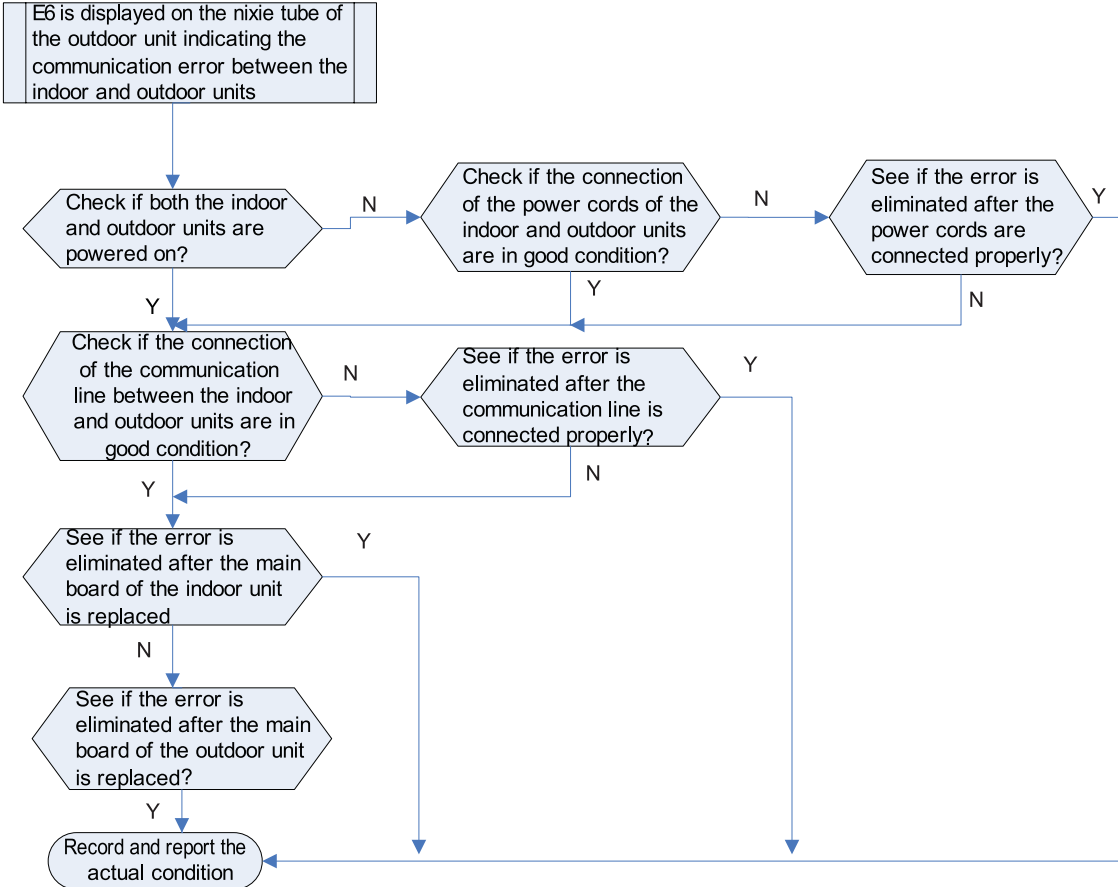 E6 is displayed on the nixie tube of
the outdoor unit indicating the
communication error between the
indoor and outdoor units
Check if both the indoor
and outdoor units are
powered on?
N
Check if the connection
of the power cords of the
indoor and outdoor units
are in good condition?
N
See if the error is
eliminated after the
power cords are
connected properly?
Y
Y
Y
N
Check if the connection
of the communication
line between the indoor
and outdoor units are in
good condition?
N
See if the error is
eliminated after the
communication line is
connected properly?
Y
Y
N
See if the error is
eliminated after the main
board of the indoor unit
is replaced
Y
N
See if the error is
eliminated after the main
board of the outdoor unit
is replaced?
Y
Record and report the
actual condition